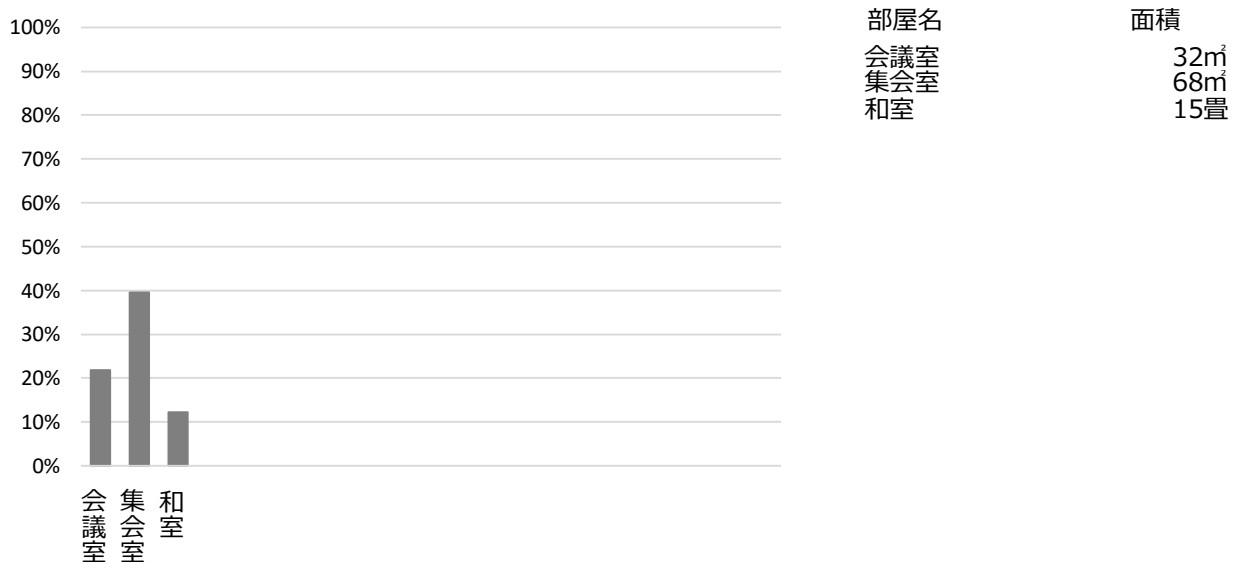 100%
90%
80%
70%
60%
50%
40%
30%
20%
10%
0%
会議室
集会室
和室
部屋名 面積
会議室 32㎡
集会室 68㎡
和室 15畳